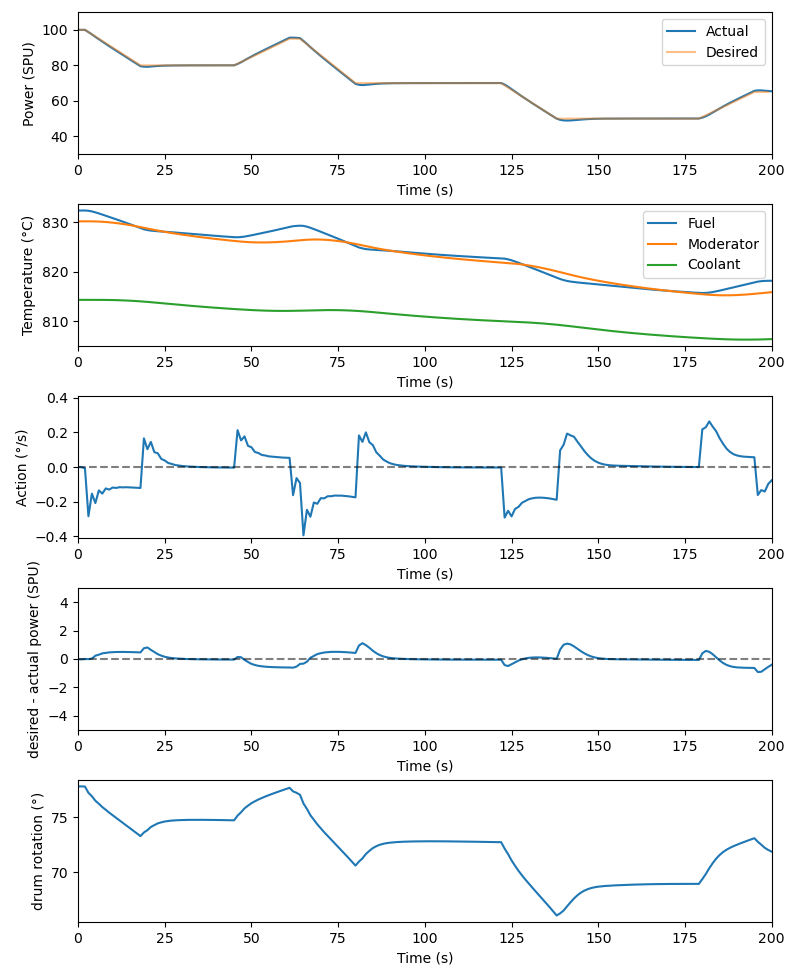 100
80
60
40
Power (SPU)
Actual
Desired
0 25 50 75 100 125 150 175 200
Time (s)
830
820
810
Temperature (°C)
Fuel
Moderator
Coolant
0 25 50 75 100 125 150 175 200
Time (s)
0.4
0.2
0.0
−0.2
−0.4
Action (°/s)
0 25 50 75 100 125 150 175 200
Time (s)
4
2
0
−2
−4
desired - actual power (SPU)
0 25 50 75 100 125 150 175 200
Time (s)
75
70
drum rotation (°)
0 25 50 75 100 125 150 175 200
Time (s)